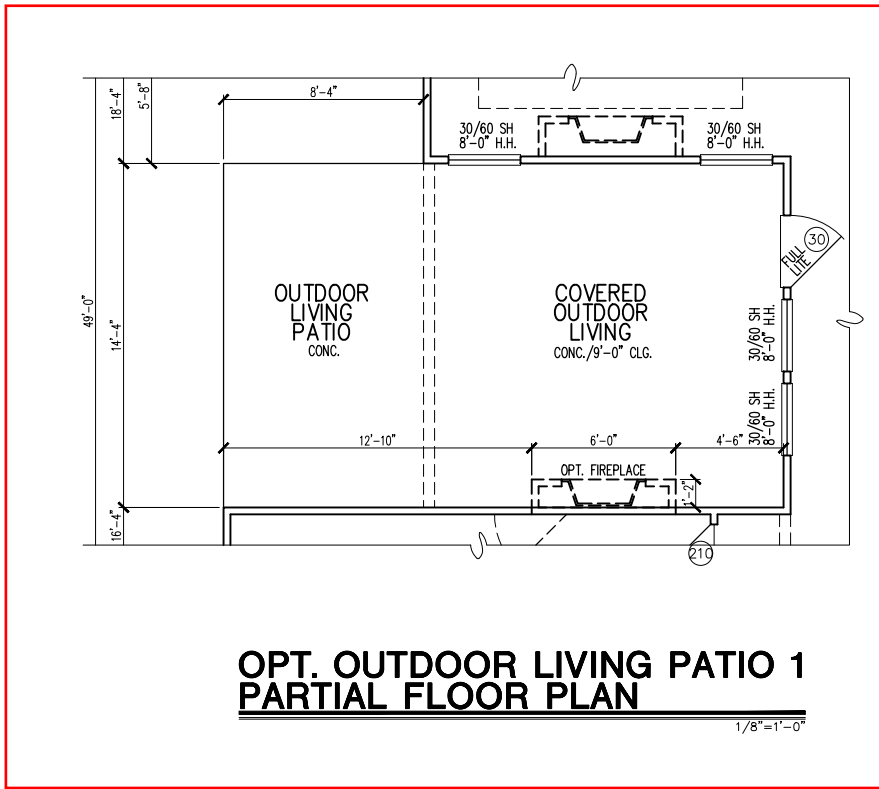 8'-4"
18'-4"
5'-8"
30/60 SH
8'-0" H.H.
30/60 SH
8'-0" H.H.
30
FULL
LITE
OUTDOOR
LIVING
PATIO
CONC.
COVERED
OUTDOOR
LIVING
CONC./9'-0" CLG.
49'-0"
14'-4"
30/60 SH
8'-0" H.H.
30/60 SH
8'-0" H.H.
12'-10"
6'-0"
4'-6"
OPT. FIREPLACE
1'-2"
16'-4"
210
OPT. OUTDOOR LIVING PATIO 1
PARTIAL FLOOR PLAN
1/8"=1'-0"